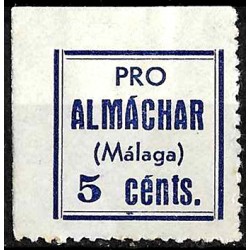 PRO
ALMÁCHAR
(Málaga)
5 cénts.